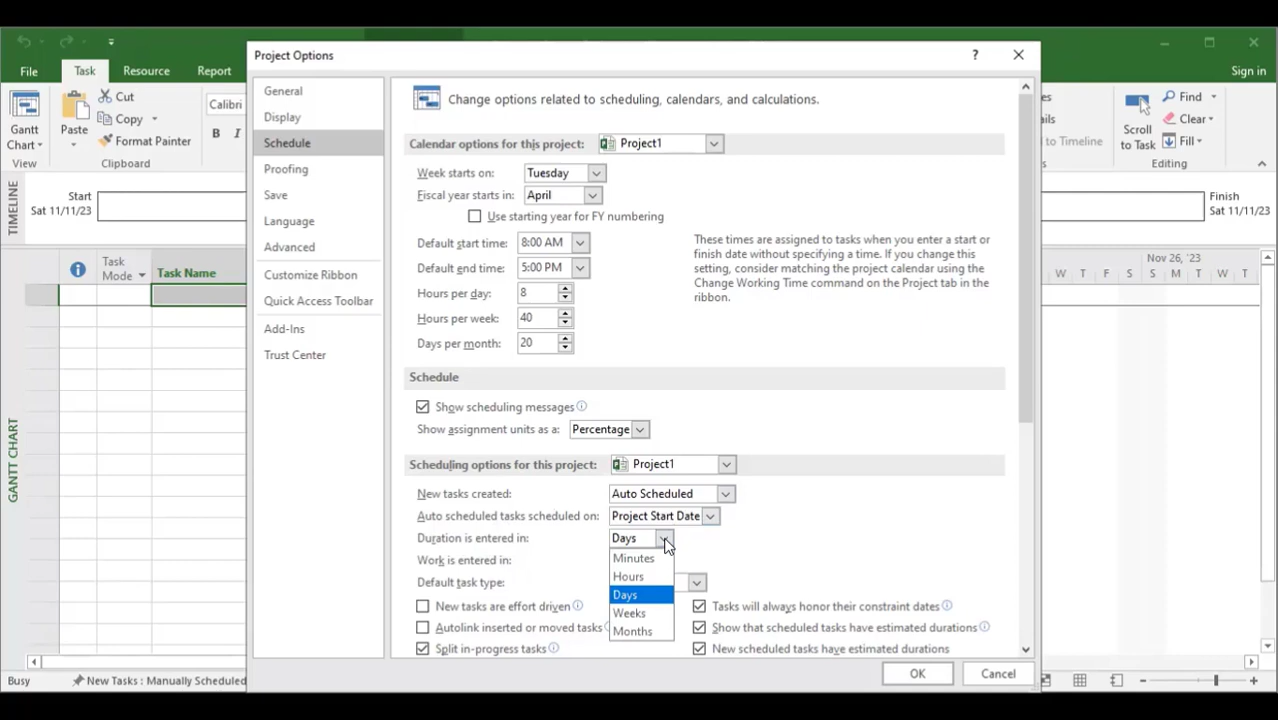 Project Options
?
File
Task
Resource
Report
Sign in
Cut
Calibri
Find
Gantt
Chart
Paste
Copy
Scroll
to Task
Clear
Format Painter
B I
to Timeline
Fill
View
Clipboard
Editing
TIMELINE
Start
Sat 11/11/23
Finish
Sat 11/11/23
Task
Mode
Task Name
Nov 26, '23
W T F S S M T W T
GANTT CHART
General
Display
Schedule
Proofing
Save
Language
Advanced
Customize Ribbon
Quick Access Toolbar
Add-Ins
Trust Center
Change options related to scheduling, calendars, and calculations.
Calendar options for this project: Project1
Week starts on: Tuesday
Fiscal year starts in: April
Use starting year for FY numbering
Default start time: 8:00 AM
Default end time: 5:00 PM
Hours per day: 8
Hours per week: 40
Days per month: 20
These times are assigned to tasks when you enter a start or
finish date without specifying a time. If you change this
setting, consider matching the project calendar using the
Change Working Time command on the Project tab in the
ribbon.
Schedule
Show scheduling messages
Show assignment units as a: Percentage
Scheduling options for this project: Project1
New tasks created: Auto Scheduled
Auto scheduled tasks scheduled on: Project Start Date
Duration is entered in: Days
Minutes
Hours
Days
Weeks
Months
Work is entered in:
Default task type:
New tasks are effort driven
Tasks will always honor their constraint dates
Autolink inserted or moved tasks
Show that scheduled tasks have estimated durations
Split in-progress tasks
New scheduled tasks have estimated durations
OK
Cancel
Busy
New Tasks : Manually Scheduled